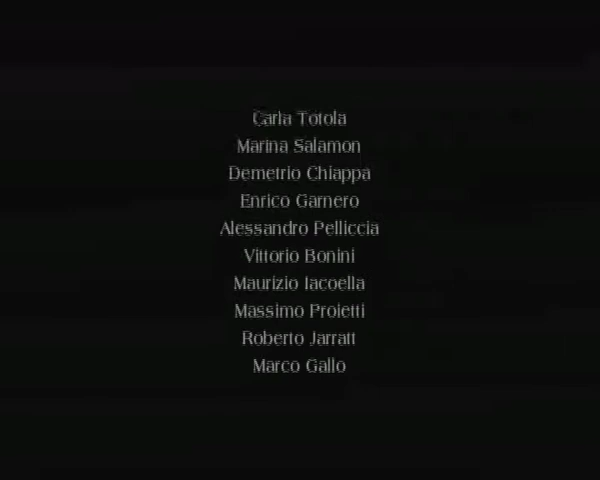 Carla Totola
Marina Salamon
Demetrio Chiappa
Enrico Garnero
Alessandro Pelliccia
Vittorio Bonini
Maurizio Iacoella
Massimo Proietti
Roberto Jarratt
Marco Gallo